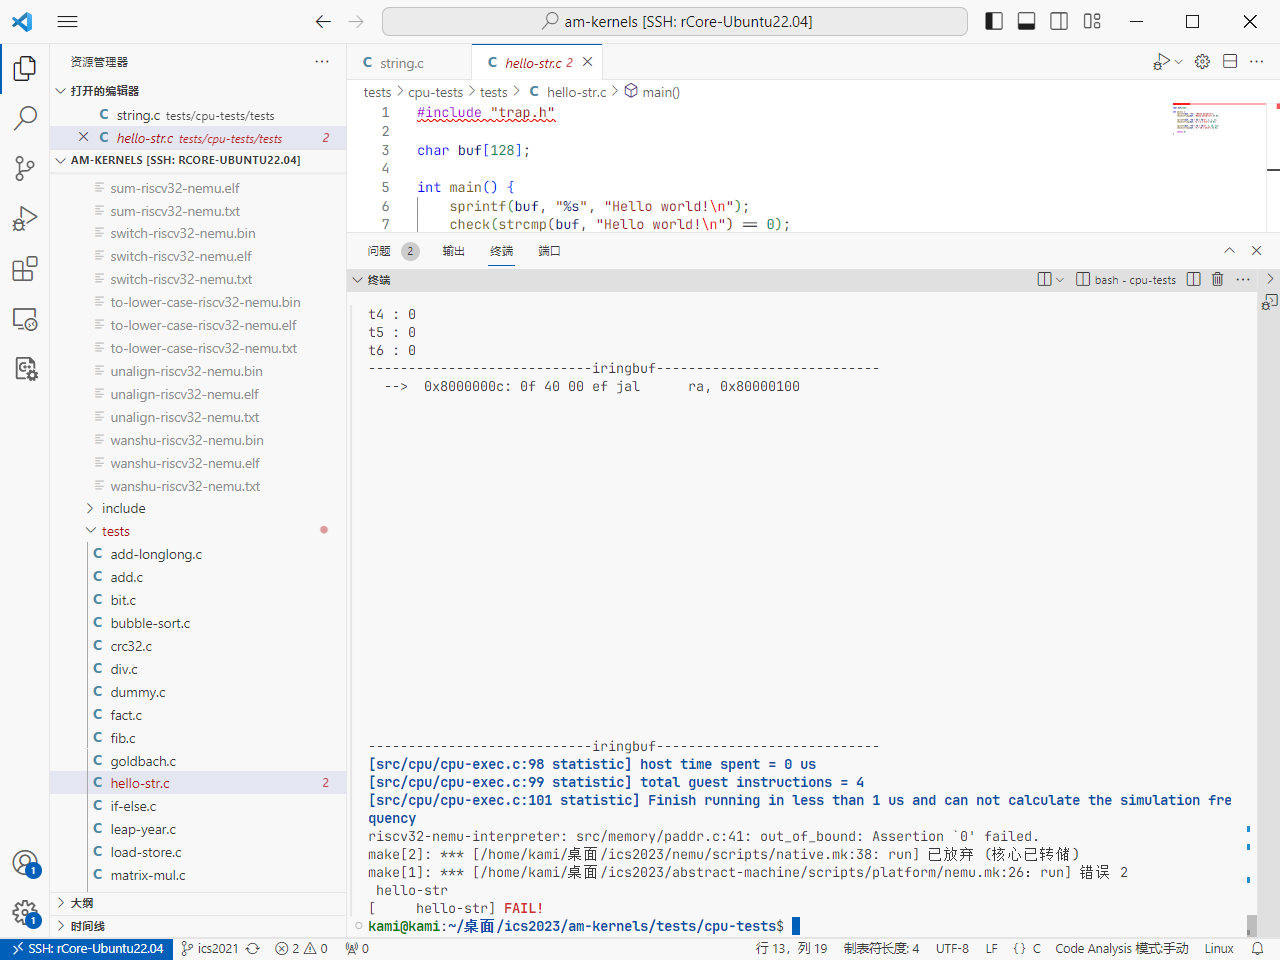 am-kernels [SSH: rCore-Ubuntu22.04]
资源管理器
打开的编辑器
string.c tests/cpu-tests/tests
hello-str.c tests/cpu-tests/tests 2
AM-KERNELS [SSH: RCORE-UBUNTU22.04]
sum-riscv32-nemu.elf
sum-riscv32-nemu.txt
switch-riscv32-nemu.bin
switch-riscv32-nemu.elf
switch-riscv32-nemu.txt
to-lower-case-riscv32-nemu.bin
to-lower-case-riscv32-nemu.elf
to-lower-case-riscv32-nemu.txt
unalign-riscv32-nemu.bin
unalign-riscv32-nemu.elf
unalign-riscv32-nemu.txt
wanshu-riscv32-nemu.bin
wanshu-riscv32-nemu.elf
wanshu-riscv32-nemu.txt
include
tests
C add-longlong.c
C add.c
C bit.c
C bubble-sort.c
C crc32.c
C div.c
C dummy.c
C fact.c
C fib.c
C goldbach.c
C hello-str.c 2
C if-else.c
C leap-year.c
C load-store.c
C matrix-mul.c
大纲
时间线
1
1
C string.c
C hello-str.c 2
tests > cpu-tests > tests > C hello-str.c > main()
1 #include "trap.h"
2
3 char buf[128];
4
5 int main() {
6 sprintf(buf, "%s", "Hello world!\n");
7 check(strcmp(buf, "Hello world!\n") == 0);
问题 2 输出 终端 端口
终端
bash - cpu-tests
t4 : 0
t5 : 0
t6 : 0
----------------------------iringbuf----------------------------
--> 0x8000000c: 0f 40 00 ef jal ra, 0x80000100
----------------------------iringbuf----------------------------
[src/cpu/cpu-exec.c:98 statistic] host time spent = 0 us
[src/cpu/cpu-exec.c:99 statistic] total guest instructions = 4
[src/cpu/cpu-exec.c:101 statistic] Finish running in less than 1 us and can not calculate the simulation fre
quency
riscv32-nemu-interpreter: src/memory/paddr.c:41: out_of_bound: Assertion `0' failed.
make[2]: *** [/home/kami/桌面/ics2023/nemu/scripts/native.mk:38: run] 已放弃 (核心已转储)
make[1]: *** [/home/kami/桌面/ics2023/abstract-machine/scripts/platform/nemu.mk:26: run] 错误 2
hello-str
[ hello-str] FAIL!
kami@kami:~/桌面/ics2023/am-kernels/tests/cpu-tests$
SSH: rCore-Ubuntu22.04 ics2021 2 0 0 行 13, 列 19 制表符长度: 4 UTF-8 LF {} C Code Analysis 模式:手动 Linux